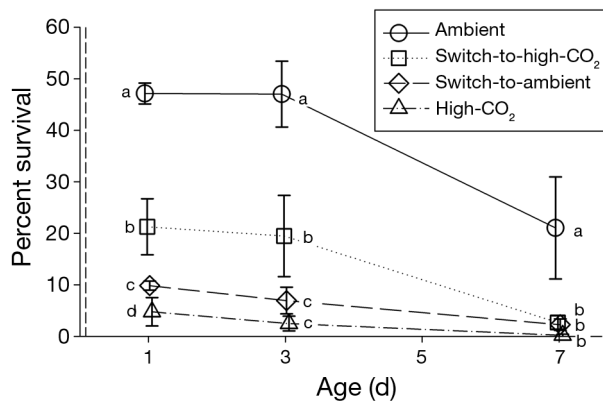 Percent survival
60
50
40
30
20
10
0
Ambient
Switch-to-high-CO₂
Switch-to-ambient
High-CO₂
a
a
a
b
b
b
c
c
b
d
c
b
1
3
5
7
Age (d)